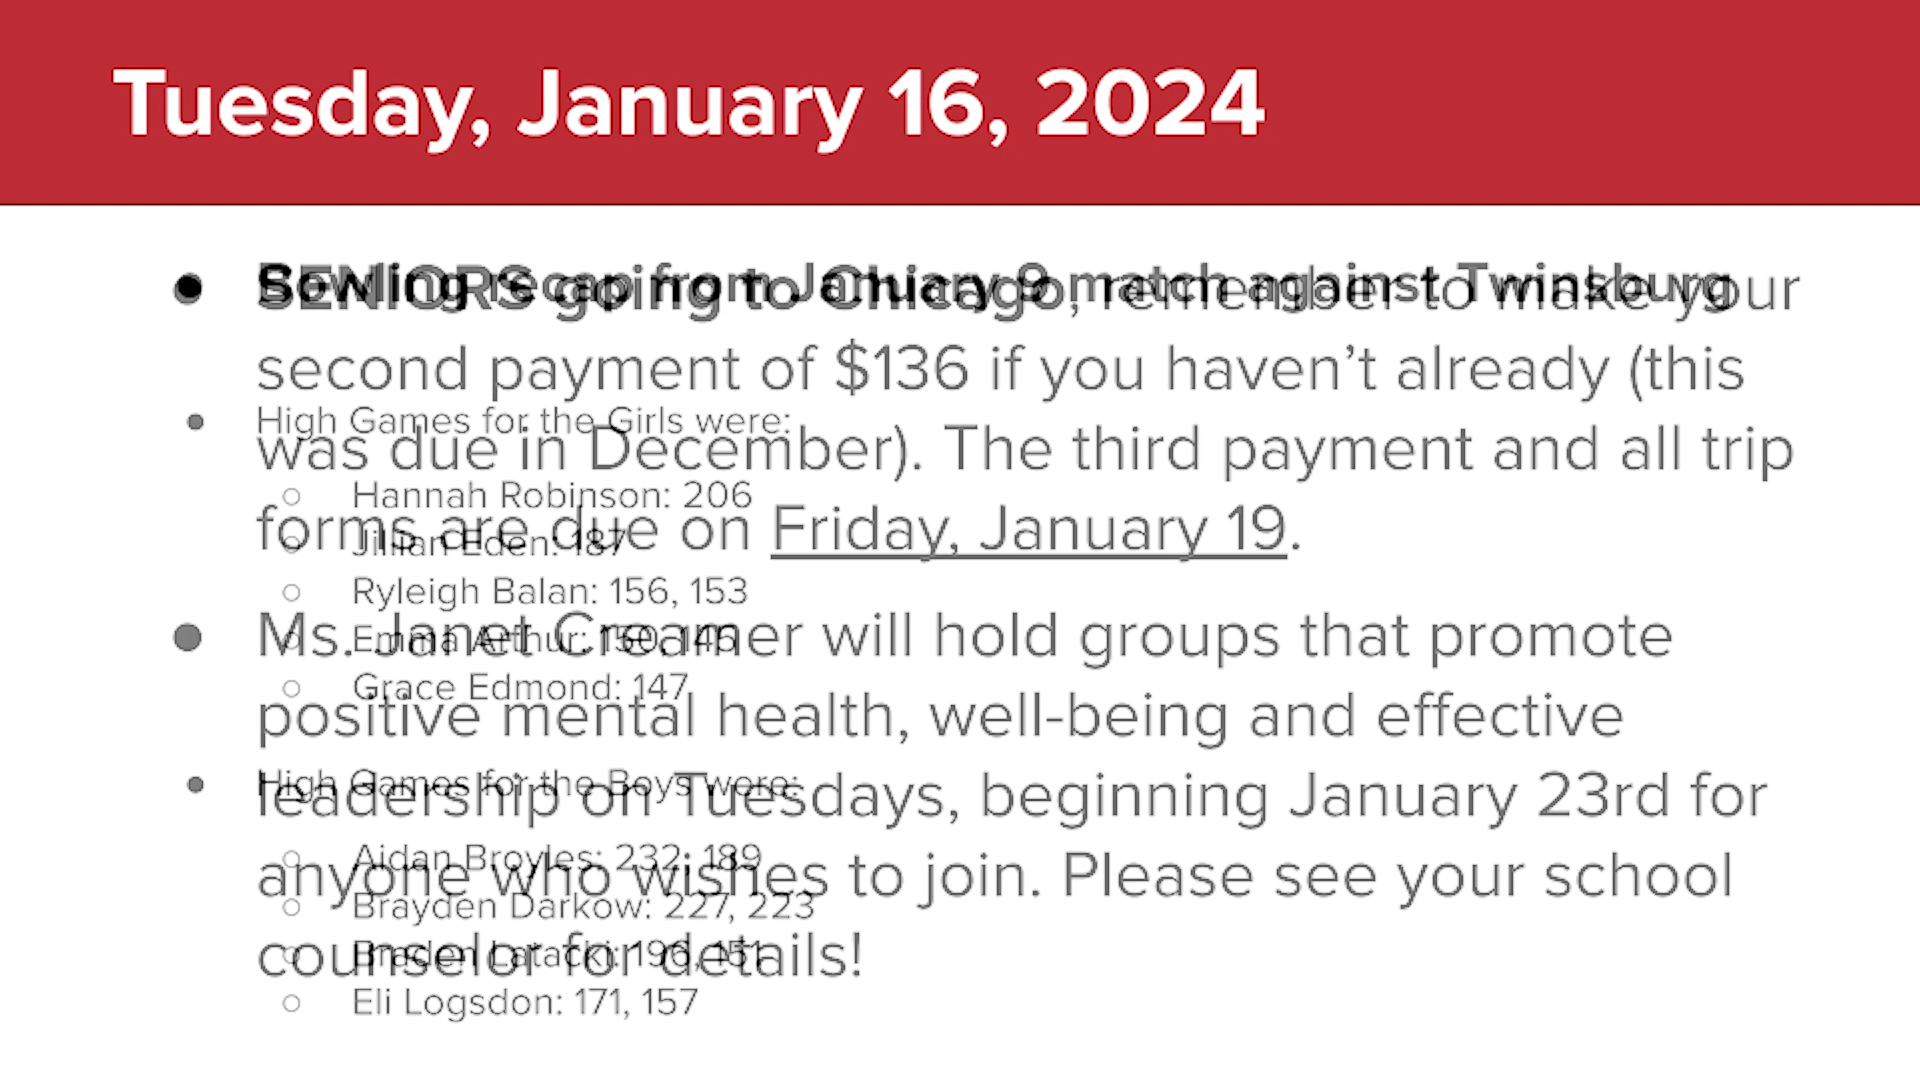 Tuesday, January 16, 2024
● Bowling recap from January 9 match against Twinsburg
● High Games for the Girls were:
○ Hannah Robinson: 206
○ Jillian Eden: 187
○ Ryleigh Balan: 156, 153
○ Emma Arthur: 150, 146
○ Grace Edmond: 147
● High Games for the Boys were:
○ Aidan Broyles: 232, 189
○ Brayden Darkow: 227, 223
○ Braden Latacki: 196, 151
○ Eli Logsdon: 171, 157
● SENIORS going to Chicago, remember to make your
second payment of $136 if you haven’t already (this
was due in December). The third payment and all trip
forms are due on Friday, January 19.
● Ms. Janet Creamer will hold groups that promote
positive mental health, well-being and effective
leadership on Tuesdays, beginning January 23rd for
anyone who wishes to join. Please see your school
counselor for details!